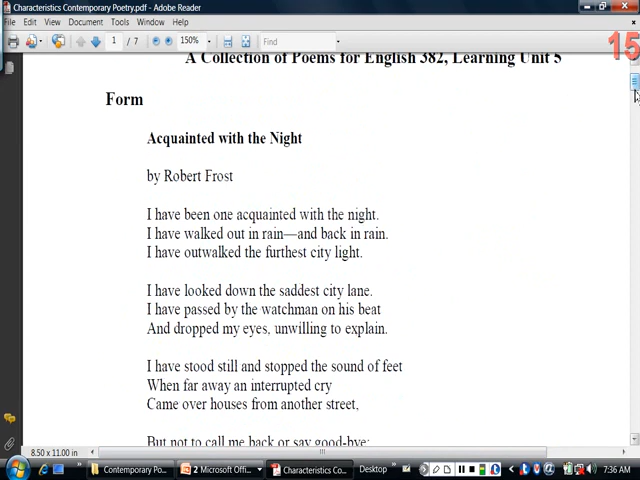 Characteristics Contemporary Poetry.pdf - Adobe Reader
File Edit View Document Tools Window Help
1 / 7 150% Find
15
A Collection of Poems for English 382, Learning Unit 5
Form
Acquainted with the Night
by Robert Frost
I have been one acquainted with the night.
I have walked out in rain—and back in rain.
I have outwalked the furthest city light.
I have looked down the saddest city lane.
I have passed by the watchman on his beat
And dropped my eyes, unwilling to explain.
I have stood still and stopped the sound of feet
When far away an interrupted cry
Came over houses from another street,
But not to call me back or say good-bye;
8.50 x 11.00 in
Contemporary Po... 2 Microsoft Offi... Characteristics Co... Desktop 7:36 AM